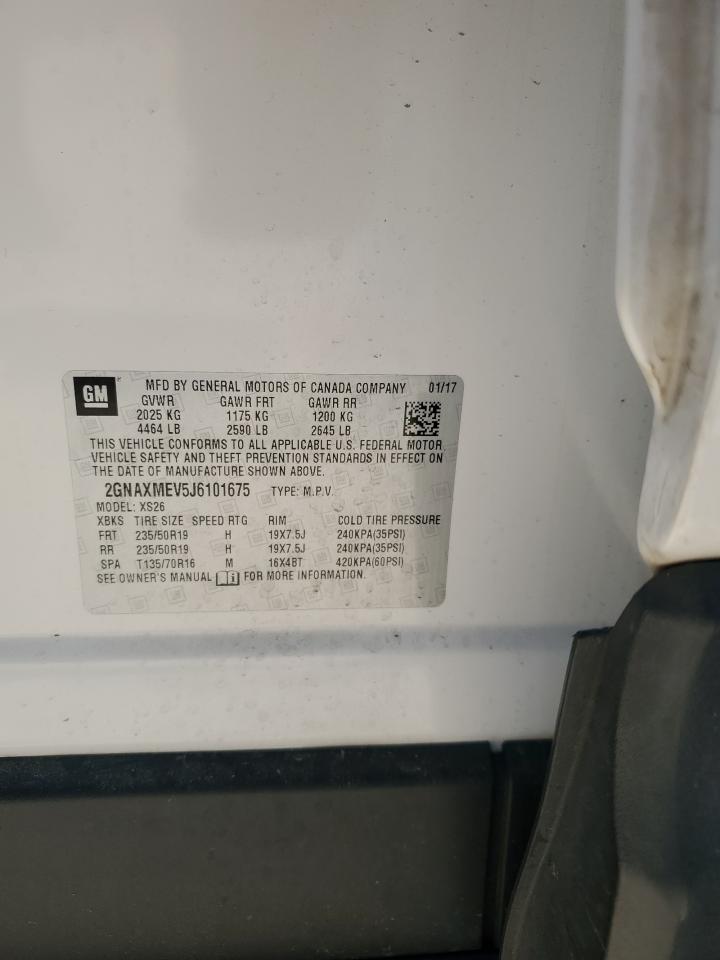 GM MFD BY GENERAL MOTORS OF CANADA COMPANY 01/17
GVWR GAWR FRT GAWR RR
2025 KG 1175 KG 1200 KG
4464 LB 2590 LB 2645 LB
THIS VEHICLE CONFORMS TO ALL APPLICABLE U.S. FEDERAL MOTOR
VEHICLE SAFETY AND THEFT PREVENTION STANDARDS IN EFFECT ON
THE DATE OF MANUFACTURE SHOWN ABOVE.
2GNAXMEV5J6101675 TYPE: M.P.V.
MODEL: XS26
XBKS TIRE SIZE SPEED RTG RIM COLD TIRE PRESSURE
FRT 235/50R19 H 19X7.5J 240KPA(35PSI)
RR 235/50R19 H 19X7.5J 240KPA(35PSI)
SPA T135/70R16 M 16X4BT 420KPA(60PSI)
SEE OWNER'S MANUAL FOR MORE INFORMATION.